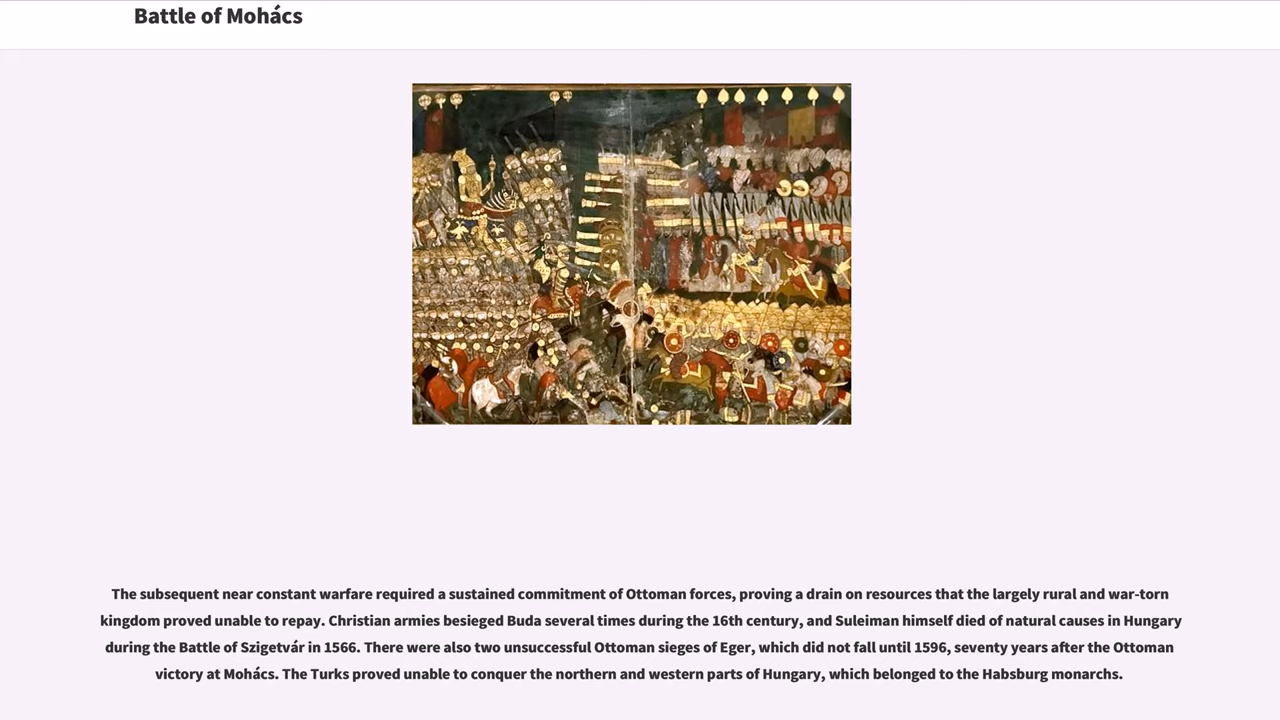 Battle of Mohács
The subsequent near constant warfare required a sustained commitment of Ottoman forces, proving a drain on resources that the largely rural and war-torn
kingdom proved unable to repay. Christian armies besieged Buda several times during the 16th century, and Suleiman himself died of natural causes in Hungary
during the Battle of Szigetvár in 1566. There were also two unsuccessful Ottoman sieges of Eger, which did not fall until 1596, seventy years after the Ottoman
victory at Mohács. The Turks proved unable to conquer the northern and western parts of Hungary, which belonged to the Habsburg monarchs.